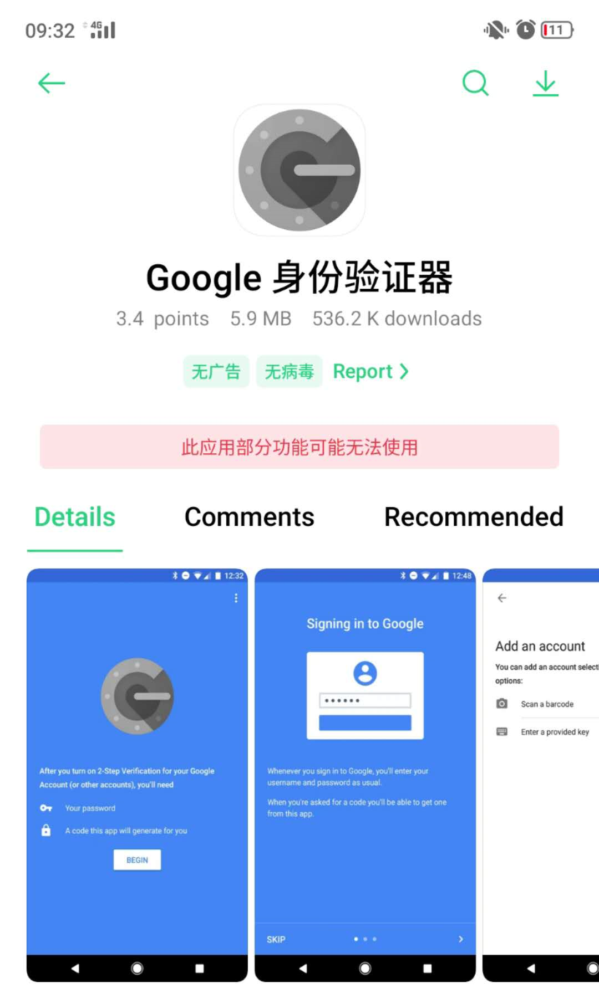 09:32 4G 11
Google 身份验证器
3.4 points 5.9 MB 536.2 K downloads
无广告 无病毒 Report
此应用部分功能可能无法使用
Details Comments Recommended
12:32
After you turn on 2-Step Verification for your Google
Account (or other accounts), you'll need
Your password
A code this app will generate for you
BEGIN
12:48
Signing in to Google
Whenever you sign in to Google, you'll enter your
username and password as usual.
When you're asked for a code you'll be able to get one
from this app.
SKIP
Add an account
You can add an account selecti
options:
Scan a barcode
Enter a provided key